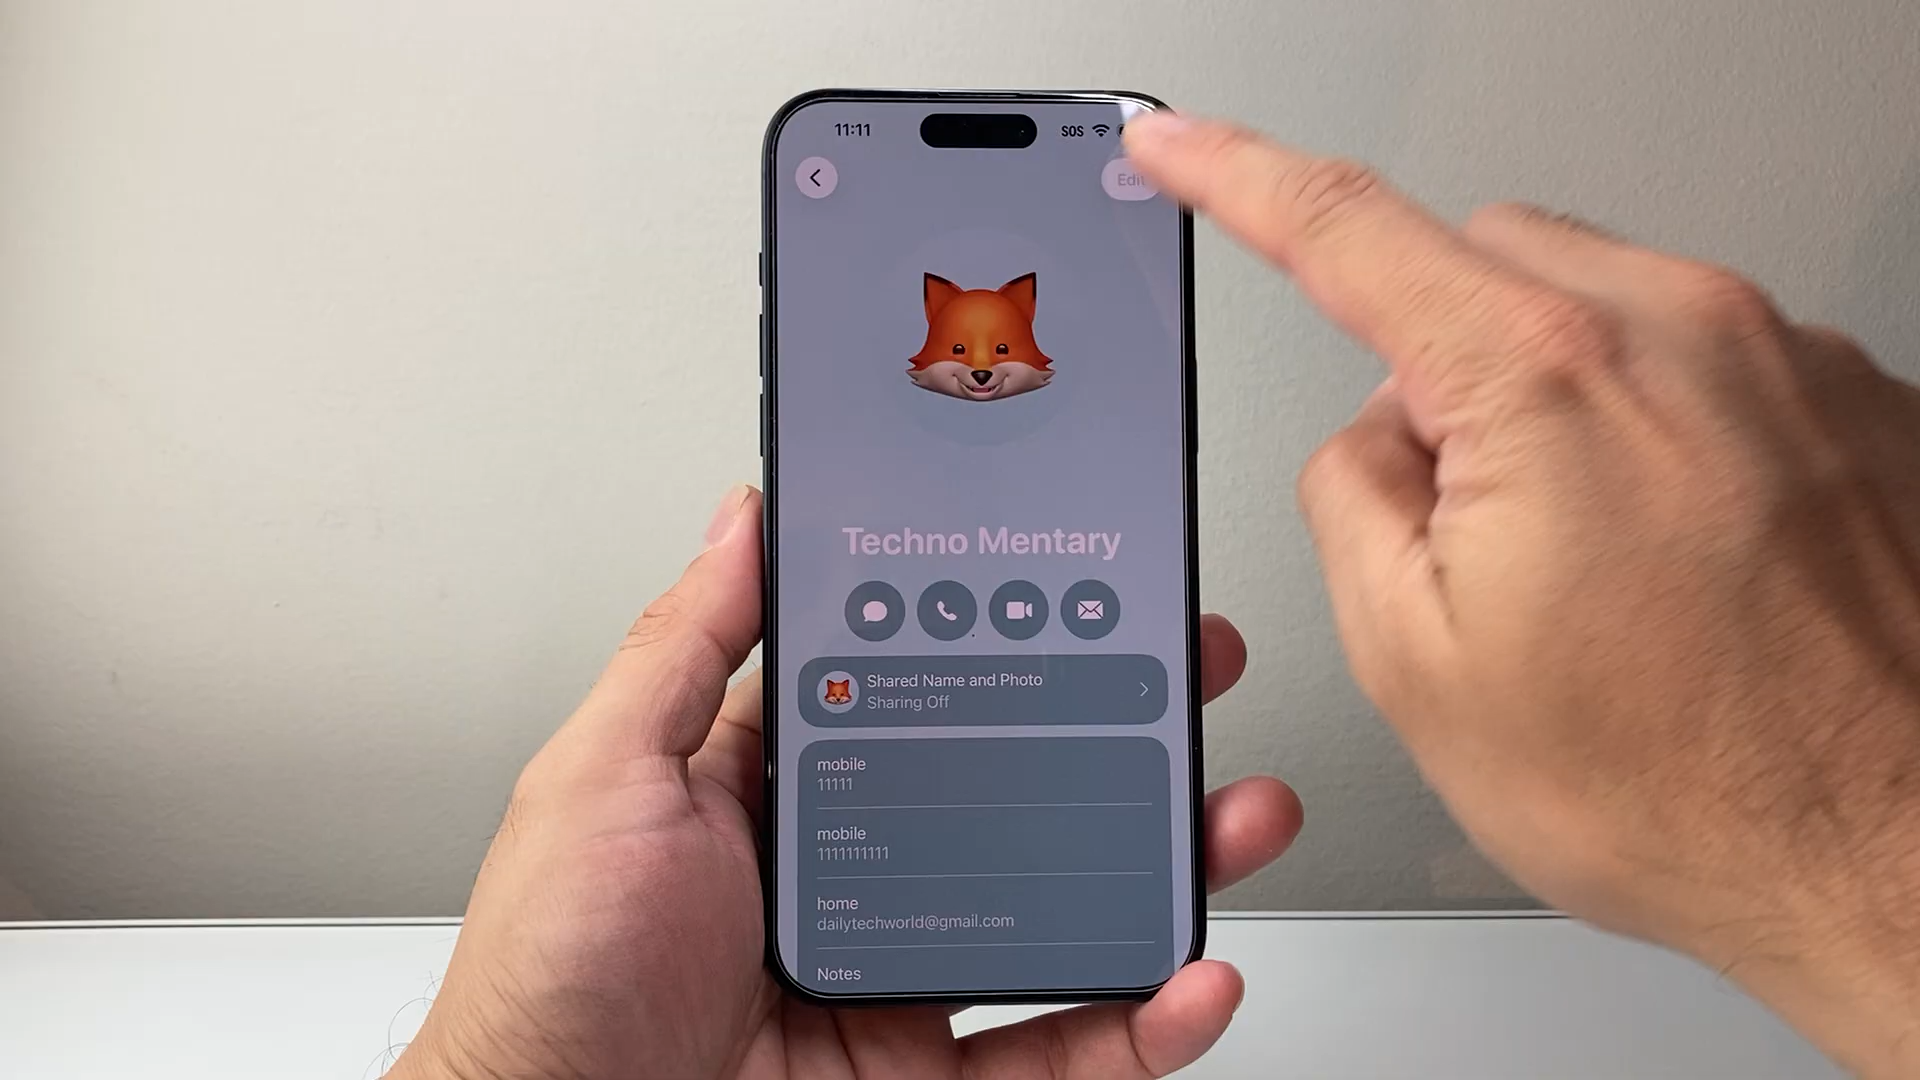 11:11
SOS
Edit
Techno Mentary
Shared Name and Photo
Sharing Off
mobile
11111
mobile
1111111111
home
dailytechworld@gmail.com
Notes